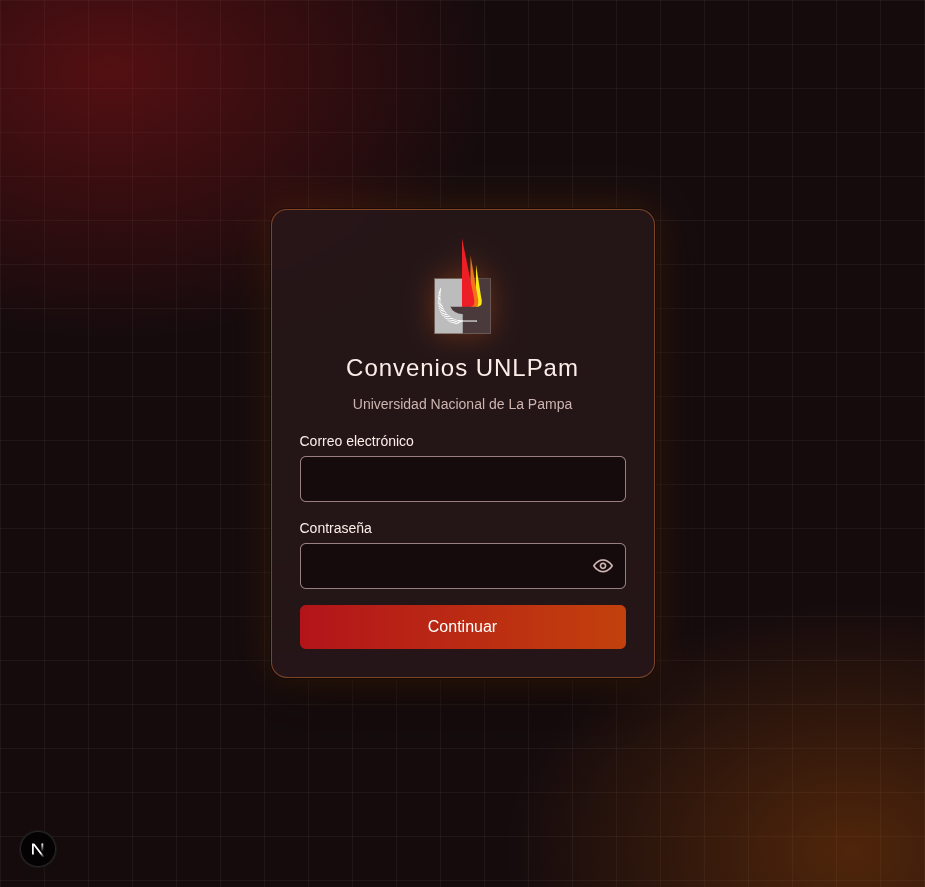 Convenios UNLPam
Universidad Nacional de La Pampa
Correo electrónico
Contraseña
Continuar